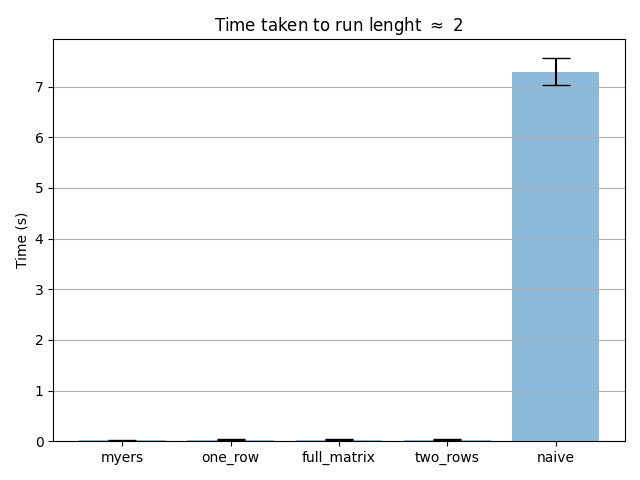 Time taken to run lenght ≈ 2
Time (s)
7
6
5
4
3
2
1
0
myers one_row full_matrix two_rows naive